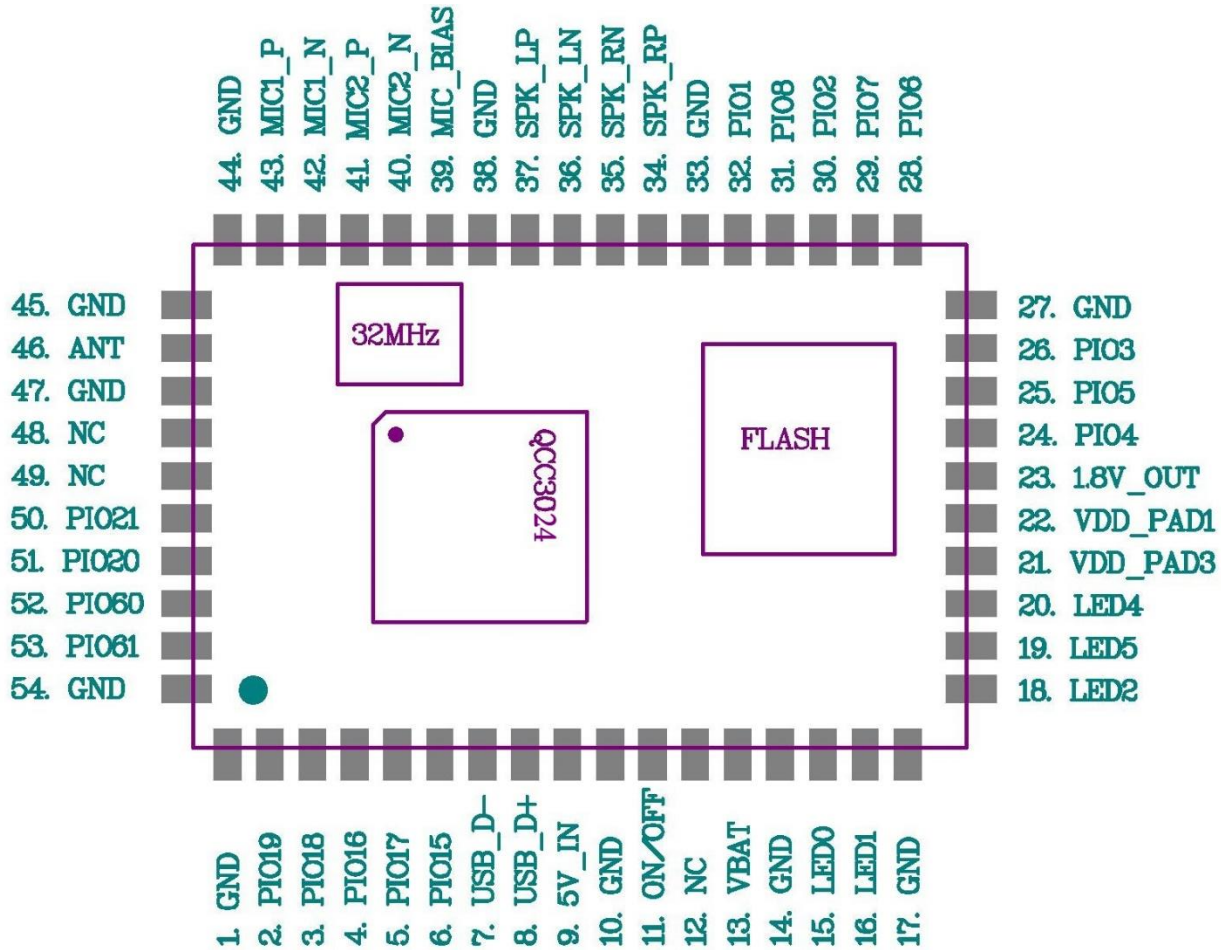 44. GND
43. MIC1_P
42. MIC1_N
41. MIC2_P
40. MIC2_N
39. MIC_BIAS
38. GND
37. SPK_LP
36. SPK_LN
35. SPK_RN
34. SPK_RP
33. GND
32. PIO1
31. PIO8
30. PIO2
29. PIO7
28. PIO6
45. GND
46. ANT
47. GND
48. NC
49. NC
50. PIO21
51. PIO20
52. PIO60
53. PIO61
54. GND
32MHz
QCC3024
FLASH
27. GND
26. PIO3
25. PIO5
24. PIO4
23. 1.8V_OUT
22. VDD_PAD1
21. VDD_PAD3
20. LED4
19. LED5
18. LED2
1. GND
2. PIO19
3. PIO18
4. PIO16
5. PIO17
6. PIO15
7. USB_D-
8. USB_D+
9. 5V_IN
10. GND
11. ON/OFF
12. NC
13. VBAT
14. GND
15. LED0
16. LED1
17. GND